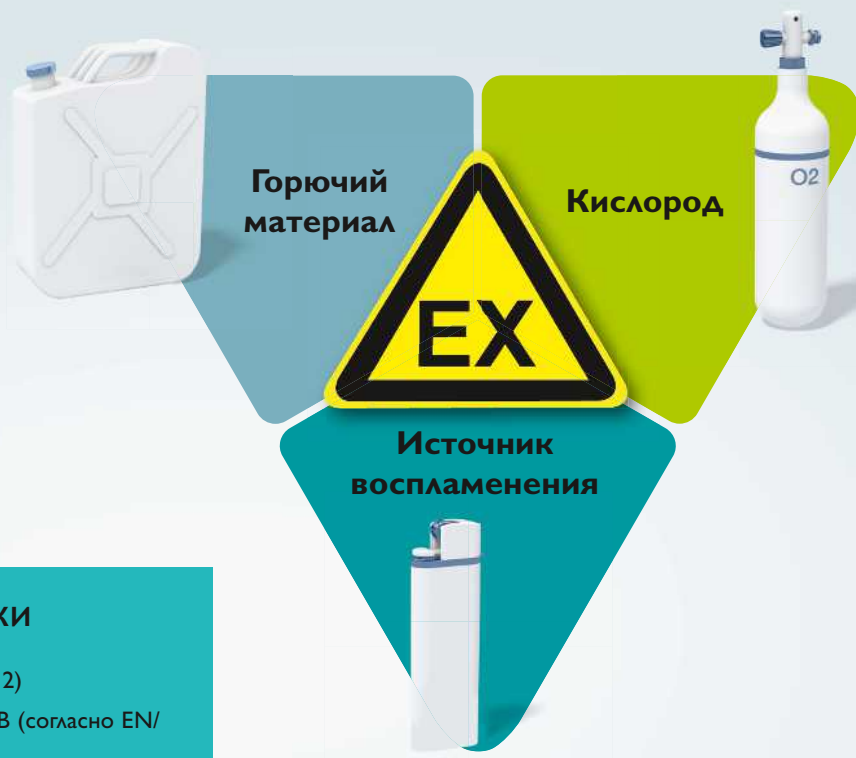 Горючий
материал
Кислород
O2
EX
Источник
воспламенения
КИ
2)
В (согласно EN/